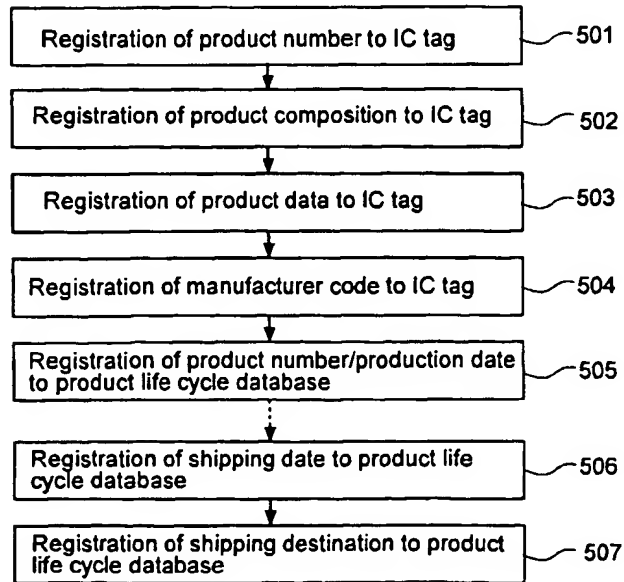 Registration of product number to IC tag
501
Registration of product composition to IC tag
502
Registration of product data to IC tag
503
Registration of manufacturer code to IC tag
504
Registration of product number/production date
to product life cycle database
505
Registration of shipping date to product life
cycle database
506
Registration of shipping destination to product
life cycle database
507